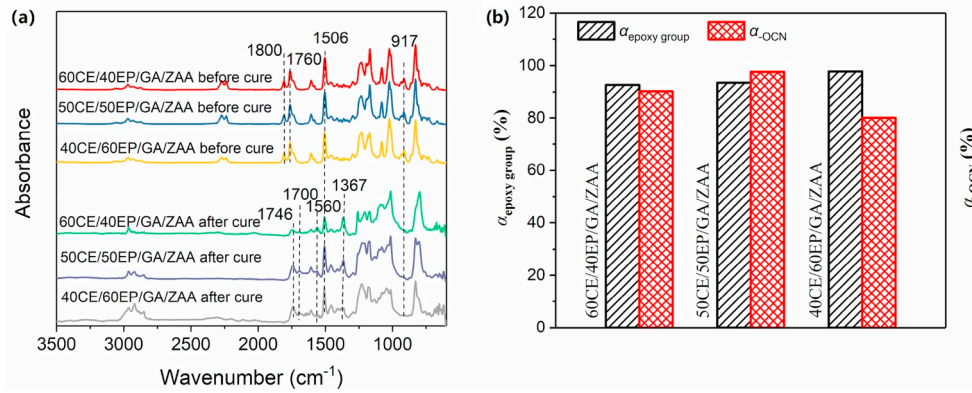 (a)
1800
1760
1506
917
60CE/40EP/GA/ZAA before cure
50CE/50EP/GA/ZAA before cure
40CE/60EP/GA/ZAA before cure
1746
1700
1560
1367
60CE/40EP/GA/ZAA after cure
50CE/50EP/GA/ZAA after cure
40CE/60EP/GA/ZAA after cure
Absorbance
3500
2500
2000
1500
1000
Wavenumber (cm⁻¹)
(b)
α epoxy group
α -OCN
120
100
80
60
40
20
0
α epoxy group (%)
60CE/40EP/GA/ZAA
50CE/50EP/GA/ZAA
40CE/60EP/GA/ZAA
α -OCN (%)